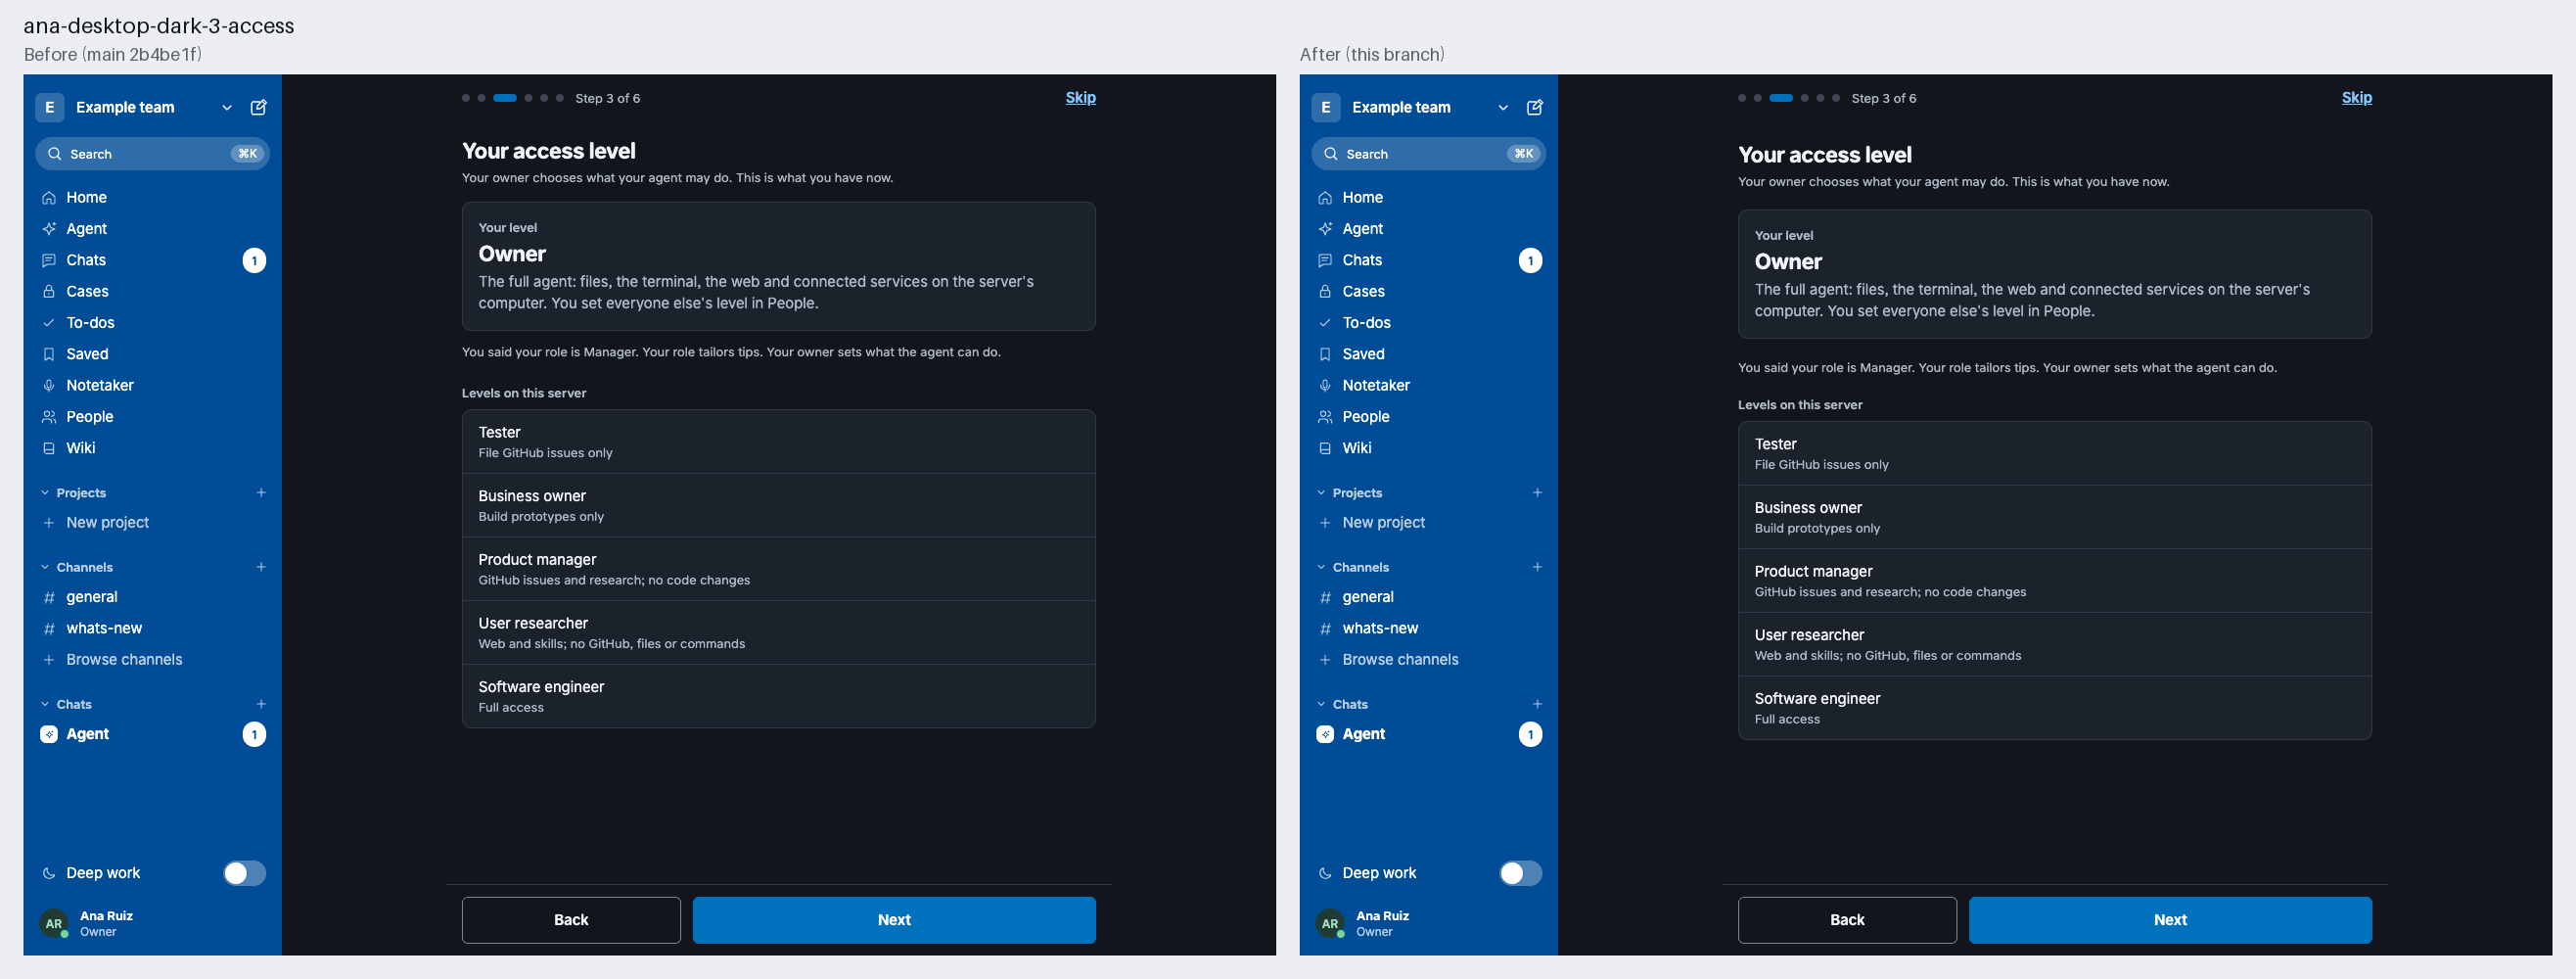 ana-desktop-dark-3-access
Before (main 2b4be1f)
E Example team
Search ⌘K
Home
Agent
Chats 1
Cases
To-dos
Saved
Notetaker
People
Wiki
Projects
New project
Channels
# general
# whats-new
Browse channels
Chats
Agent 1
Deep work
AR Ana Ruiz
Owner
Step 3 of 6 Skip
Your access level
Your owner chooses what your agent may do. This is what you have now.
Your level
Owner
The full agent: files, the terminal, the web and connected services on the server's
computer. You set everyone else's level in People.
You said your role is Manager. Your role tailors tips. Your owner sets what the agent can do.
Levels on this server
Tester
File GitHub issues only
Business owner
Build prototypes only
Product manager
GitHub issues and research; no code changes
User researcher
Web and skills; no GitHub, files or commands
Software engineer
Full access
Back Next
After (this branch)
E Example team
Search ⌘K
Home
Agent
Chats 1
Cases
To-dos
Saved
Notetaker
People
Wiki
Projects
New project
Channels
# general
# whats-new
Browse channels
Chats
Agent 1
Deep work
AR Ana Ruiz
Owner
Step 3 of 6 Skip
Your access level
Your owner chooses what your agent may do. This is what you have now.
Your level
Owner
The full agent: files, the terminal, the web and connected services on the server's
computer. You set everyone else's level in People.
You said your role is Manager. Your role tailors tips. Your owner sets what the agent can do.
Levels on this server
Tester
File GitHub issues only
Business owner
Build prototypes only
Product manager
GitHub issues and research; no code changes
User researcher
Web and skills; no GitHub, files or commands
Software engineer
Full access
Back Next